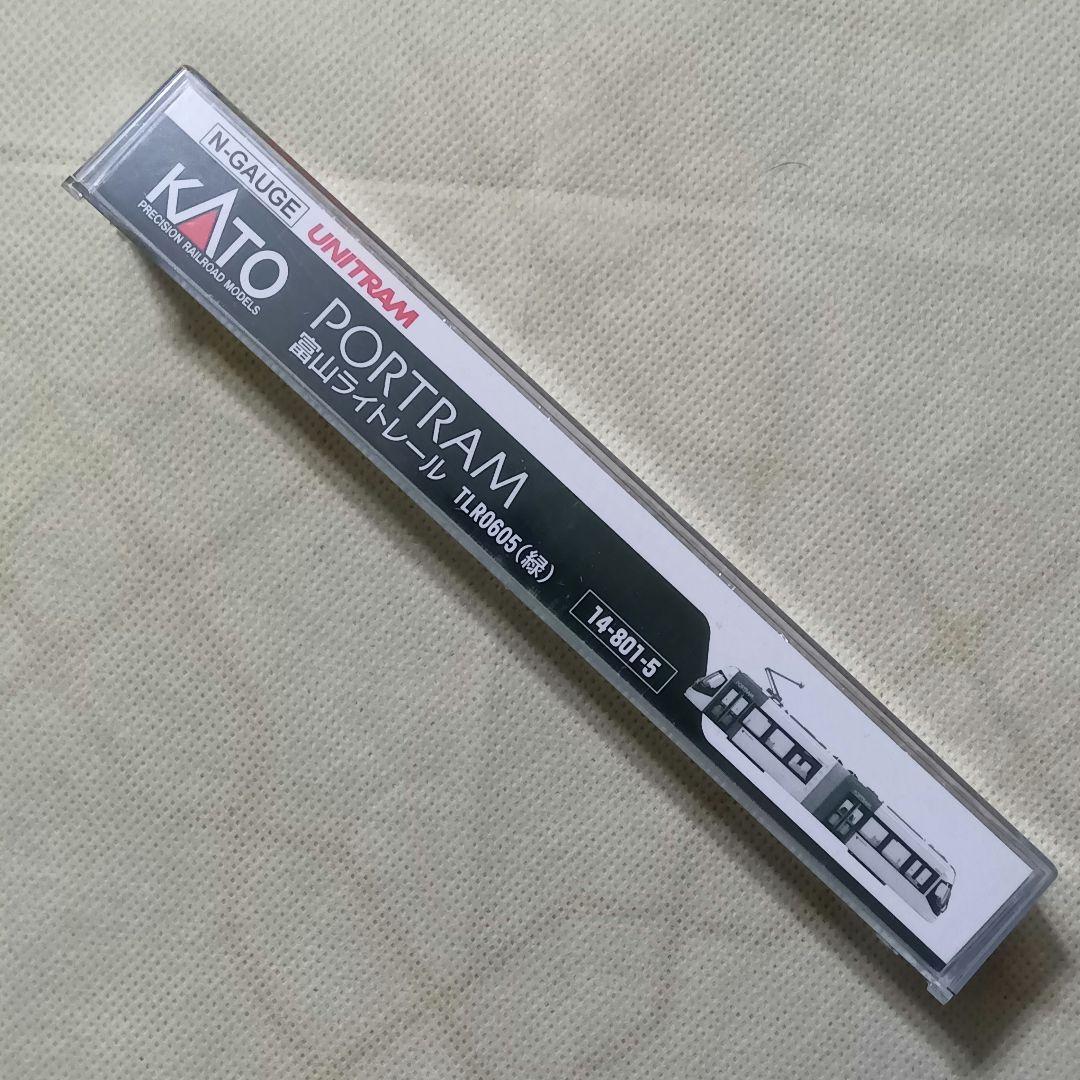 N-GAUGE
KATO
PRECISION RAILROAD MODELS
UNITRAM
PORTRAM
富山ライトレール TLR0605(緑)
14-801-5